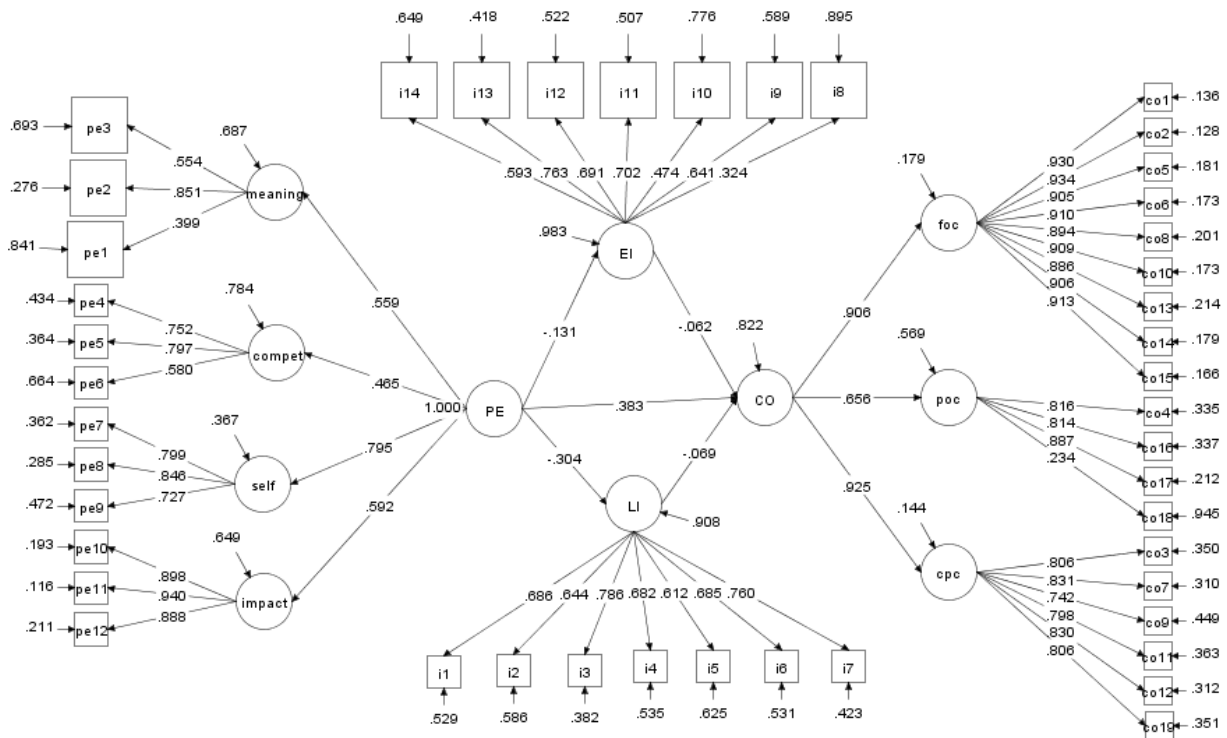 .649 .418 .522 .507 .776 .589 .895
i14 i13 i12 i11 i10 i9 i8
.593 .763 .691 .702 .474 .641 .324
.983
EI
.693 pe3
.276 pe2
.841 pe1
.554
.851
.399
.687
meaning
.434 pe4
.364 pe5
.664 pe6
.752
.797
.580
.784
compet
.362 pe7
.285 pe8
.472 pe9
.799
.846
.727
.367
self
.193 pe10
.116 pe11
.211 pe12
.898
.940
.888
.649
impact
.559
.465
.795
.592
1.000
PE
-.131
.383
-.304
-.062
-.069
.822
CO
LI
.908
.686 .644 .786 .682 .612 .685 .760
i1 i2 i3 i4 i5 i6 i7
.529 .586 .382 .535 .625 .531 .423
.906
.656
.925
.179
foc
.930
.934
.905
.910
.894
.909
.886
.906
.913
co1 .136
co2 .128
co5 .181
co6 .173
co8 .201
co10 .173
co13 .214
co14 .179
co15 .166
.569
poc
.816
.814
.887
.234
co4 .335
co16 .337
co17 .212
co18 .945
.144
cpc
.806
.831
.742
.798
.830
.806
co3 .350
co7 .310
co9 .449
co11 .363
co12 .312
co19 .351